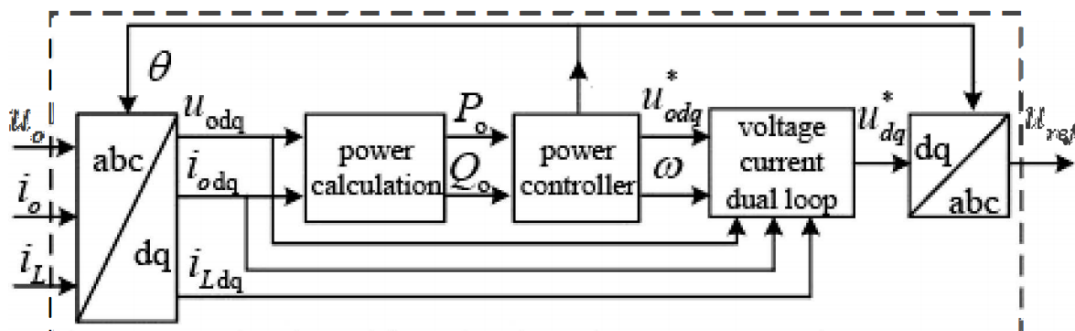 θ
u_o
i_o
i_L
abc
dq
u_odq
i_odq
i_Ldq
power
calculation
P_o
Q_o
power
controller
u*_odq
ω
voltage
current
dual loop
u*_dq
dq
abc
u_ref